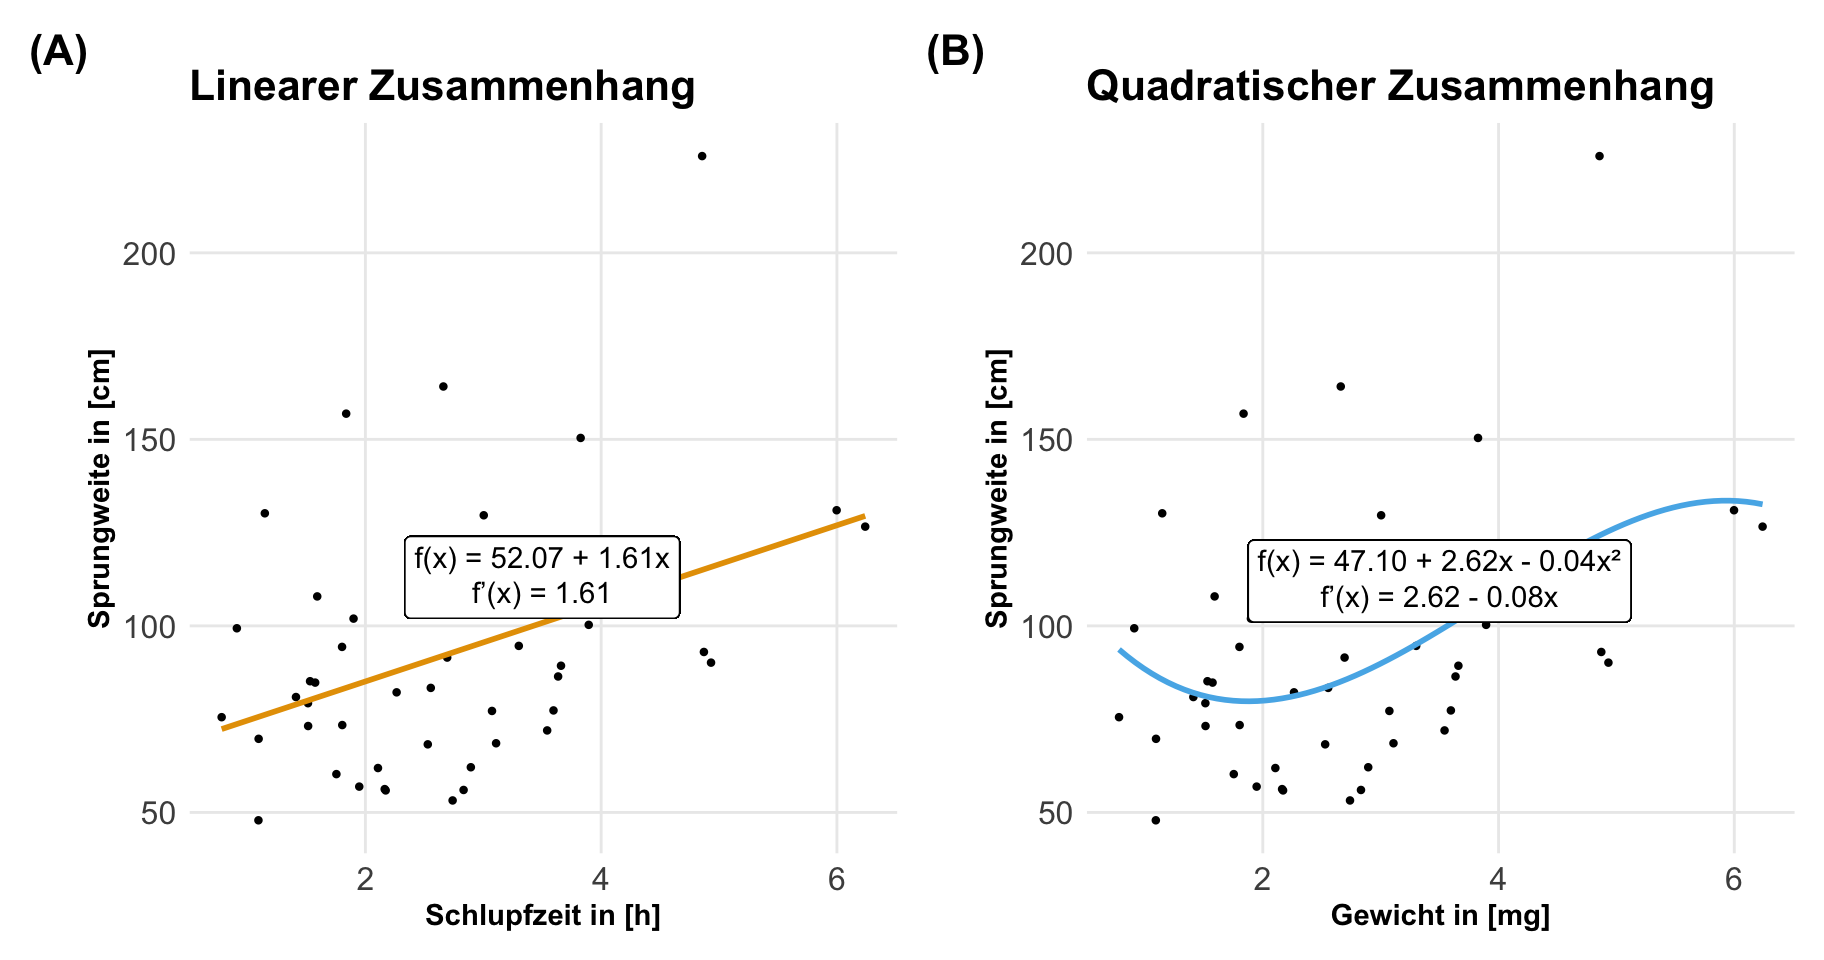 (A)
Linearer Zusammenhang
Sprungweite in [cm]
200
150
100
50
f(x) = 52.07 + 1.61x
f’(x) = 1.61
2 4 6
Schlupfzeit in [h]
(B)
Quadratischer Zusammenhang
Sprungweite in [cm]
200
150
100
50
f(x) = 47.10 + 2.62x - 0.04x²
f’(x) = 2.62 - 0.08x
2 4 6
Gewicht in [mg]